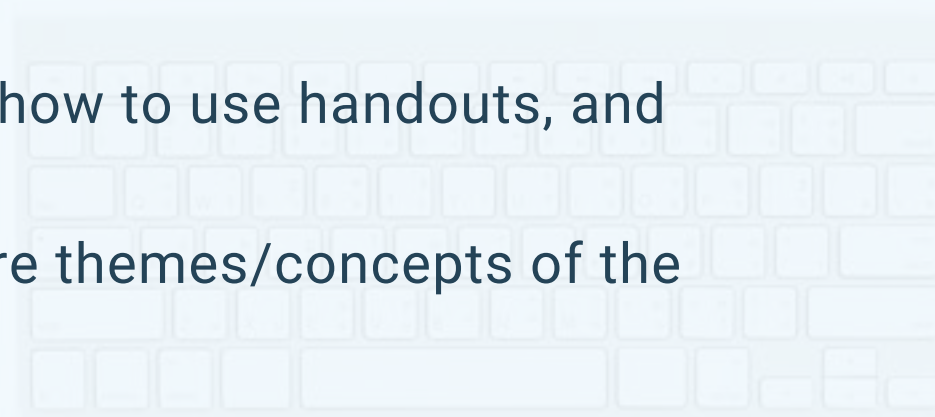 how to use handouts, and
re themes/concepts of the